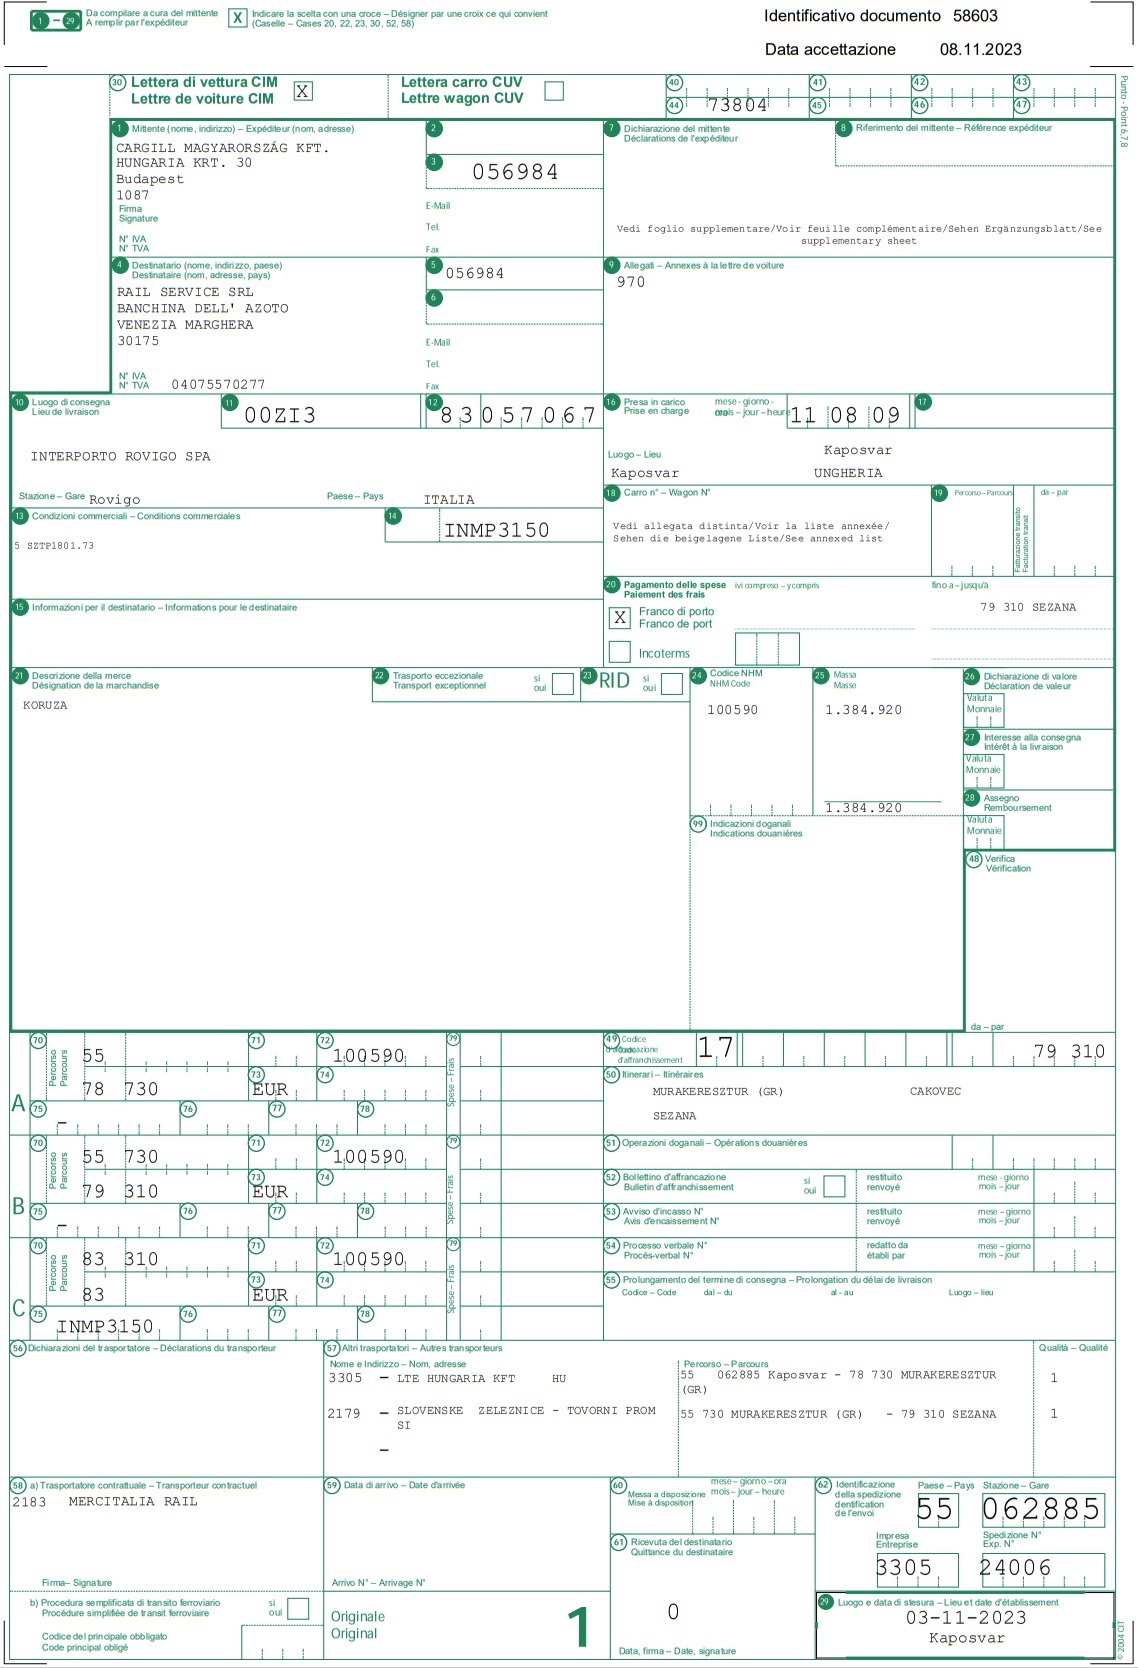 1 – 29 Da compilare a cura del mittente
A remplir par l'expéditeur
X Indicare la scelta con una croce – Désigner par une croix ce qui convient
(Caselle – Cases 20, 22, 23, 30, 52, 58)
Identificativo documento 58603
Data accettazione 08.11.2023
30 Lettera di vettura CIM
Lettre de voiture CIM X
Lettera carro CUV
Lettre wagon CUV
40 41 42 43
44 73804 45 46 47
Punto - Point 6.7.8
1 Mittente (nome, indirizzo) – Expéditeur (nom, adresse)
CARGILL MAGYARORSZÁG KFT.
HUNGARIA KRT. 30
Budapest
1087
Firma
Signature
N° IVA
N° TVA
2
3 056984
E-Mail
Tel.
Fax
7 Dichiarazione del mittente
Déclarations de l'expéditeur
8 Riferimento del mittente – Référence expéditeur
Vedi foglio supplementare/Voir feuille complémentaire/Sehen Ergänzungsblatt/See
supplementary sheet
4 Destinatario (nome, indirizzo, paese)
Destinataire (nom, adresse, pays)
RAIL SERVICE SRL
BANCHINA DELL' AZOTO
VENEZIA MARGHERA
30175
N° IVA
N° TVA 04075570277
5 056984
6
E-Mail
Tel.
Fax
9 Allegati – Annexes à la lettre de voiture
970
10 Luogo di consegna
Lieu de livraison
11 00ZI3
12 83057067
INTERPORTO ROVIGO SPA
Stazione – Gare Rovigo
Paese – Pays ITALIA
16 Presa in carico
Prise en charge
mese - giorno -
mois – jour – heure
11 08 09
17
Luogo – Lieu
Kaposvar
Kaposvar UNGHERIA
13 Condizioni commerciali – Conditions commerciales
5 SZTP1801.73
14 INMP3150
18 Carro n° – Wagon N°
Vedi allegata distinta/Voir la liste annexée/
Sehen die beigelagene Liste/See annexed list
19 Percorso – Parcours
Fatturazione transito
Facturation transit
da – par
15 Informazioni per il destinatario – Informations pour le destinataire
20 Pagamento delle spese
Paiement des frais
ivi compreso – y compris
fino a – jusqu'à
79 310 SEZANA
X Franco di porto
Franco de port
Incoterms
21 Descrizione della merce
Désignation de la marchandise
KORUZA
22 Trasporto eccezionale
Transport exceptionnel
si
oui
23 RID
si
oui
24 Codice NHM
NHM Code
100590
25 Massa
Masse
1.384.920
1.384.920
26 Dichiarazione di valore
Déclaration de valeur
Valuta
Monnaie
27 Interesse alla consegna
Intérêt à la livraison
Valuta
Monnaie
28 Assegno
Remboursement
Valuta
Monnaie
99 Indicazioni doganali
Indications douanières
48 Verifica
Vérification
da – par
A
70 Percorso
Parcours
55
78 730
71
72 100590
73 EUR
74
75 –
76 77 78
79 Spese – Frais
B
70 Percorso
Parcours
55 730
79 310
71
72 100590
73 EUR
74
75 –
76 77 78
79 Spese – Frais
C
70 Percorso
Parcours
83 310
83
71
72 100590
73 EUR
74
75 INMP3150
76 77 78
79 Spese – Frais
49 Codice
d'affranchissement
17
79 310
50 Itinerari – Itinéraires
MURAKERESZTUR (GR) CAKOVEC
SEZANA
51 Operazioni doganali – Opérations douanières
52 Bollettino d'affrancazione
Bulletin d'affranchissement
si
oui
restituito
renvoyé
mese - giorno
mois – jour
53 Avviso d'incasso N°
Avis d'encaissement N°
restituito
renvoyé
mese – giorno
mois – jour
54 Processo verbale N°
Procès-verbal N°
redatto da
établi par
mese – giorno
mois – jour
55 Prolungamento del termine di consegna – Prolongation du délai de livraison
Codice – Code dal – du al - au Luogo – lieu
56 Dichiarazioni del trasportatore – Déclarations du transporteur
57 Altri trasportatori – Autres transporteurs
Nome e Indirizzo – Nom, adresse
Percorso – Parcours
Qualità – Qualité
3305 – LTE HUNGARIA KFT HU
55 062885 Kaposvar - 78 730 MURAKERESZTUR
(GR)
1
2179 – SLOVENSKE ZELEZNICE - TOVORNI PROM
SI
55 730 MURAKERESZTUR (GR) - 79 310 SEZANA
1
–
58 a) Trasportatore contrattuale – Transporteur contractuel
2183 MERCITALIA RAIL
Firma– Signature
59 Data di arrivo – Date d'arrivée
Arrivo N° – Arrivage N°
60 Messa a disposizione
Mise à disposition
mese – giorno – ora
mois – jour – heure
61 Ricevuta del destinatario
Quittance du destinataire
0
Data, firma – Date, signature
62 Identificazione
della spedizione
dentification
de l'envoi
Paese – Pays
55
Stazione – Gare
062885
Impresa
Entreprise
3305
Spedizione N°
Exp. N°
24006
b) Procedura semplificata di transito ferroviario
Procédure simplifiée de transit ferroviaire
si
oui
Codice del principale obbligato
Code principal obligé
Originale
Original
1
29 Luogo e data di stesura – Lieu et date d'établissement
03-11-2023
Kaposvar
© 2004 CIT